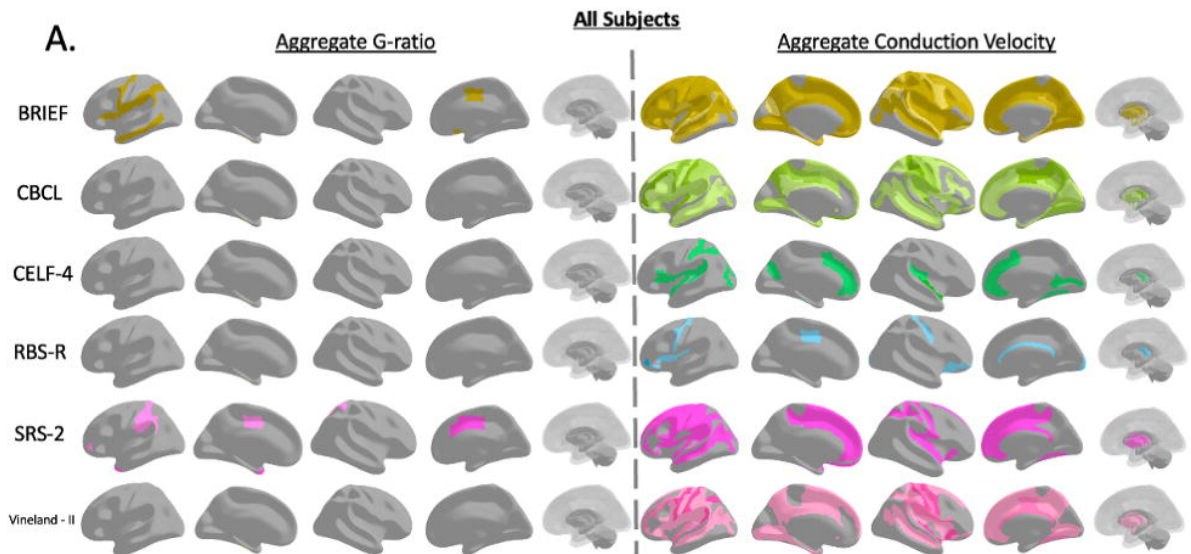 All Subjects
A.
Aggregate G-ratio
Aggregate Conduction Velocity
BRIEF
CBCL
CELF-4
RBS-R
SRS-2
Vineland - II